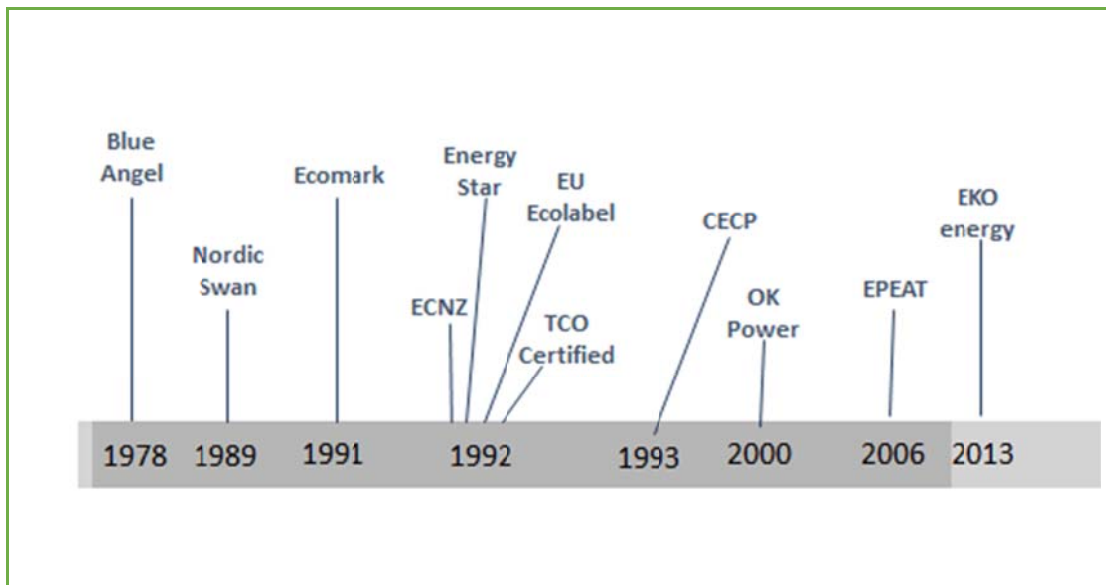 Blue
Angel
Nordic
Swan
Ecomark
ECNZ
Energy
Star
EU
Ecolabel
TCO
Certified
CECP
OK
Power
EPEAT
EKO
energy
1978 1989 1991 1992 1993 2000 2006 2013